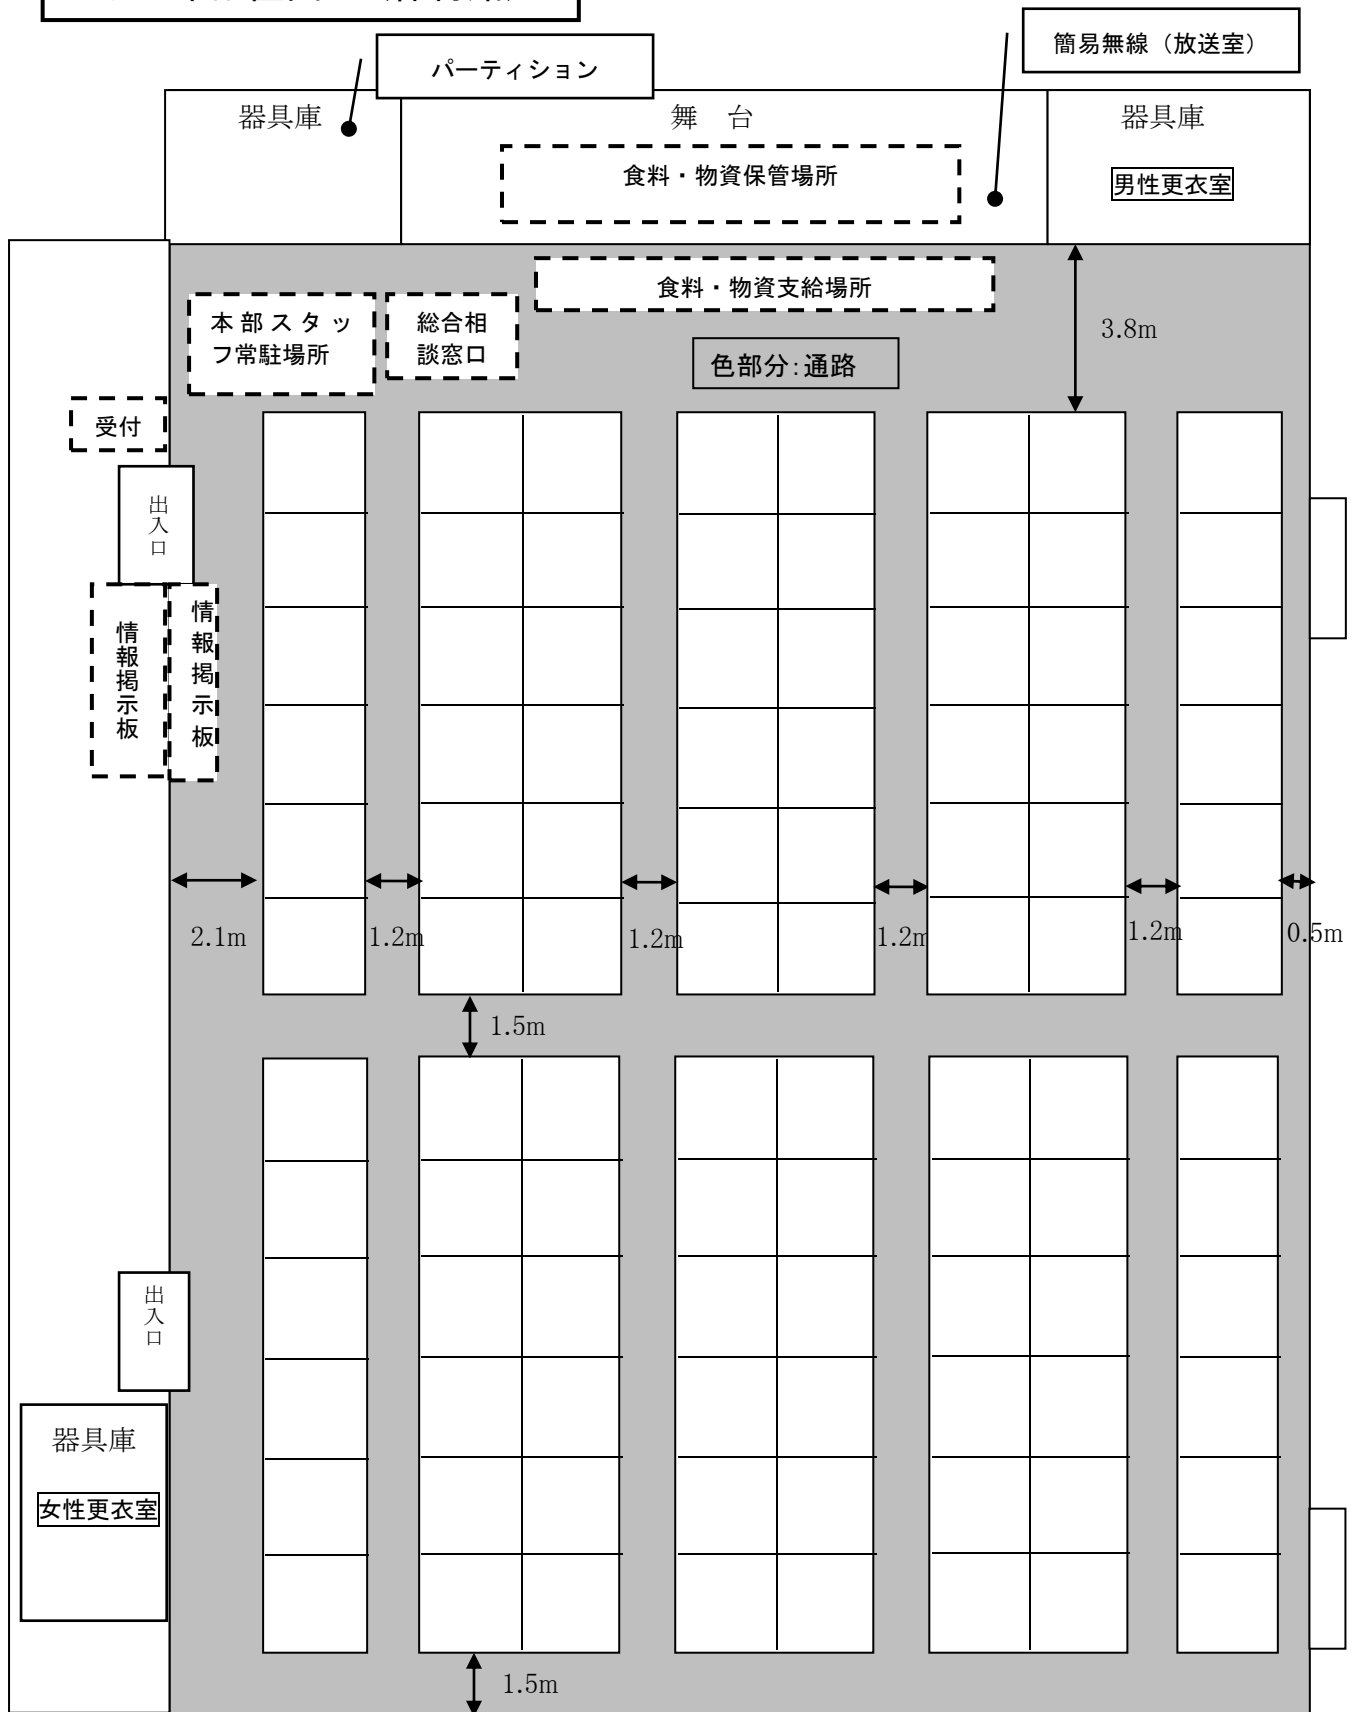 パーティション
簡易無線（放送室）
器具庫
舞　台
器具庫
食料・物資保管場所
男性更衣室
食料・物資支給場所
本部スタッ
フ常駐場所
総合相
談窓口
3.8m
色部分：通路
受付
出入口
情報掲示板
情報掲示板
2.1m
1.2m
1.2m
1.2m
1.2m
0.5m
1.5m
出入口
器具庫
女性更衣室
1.5m